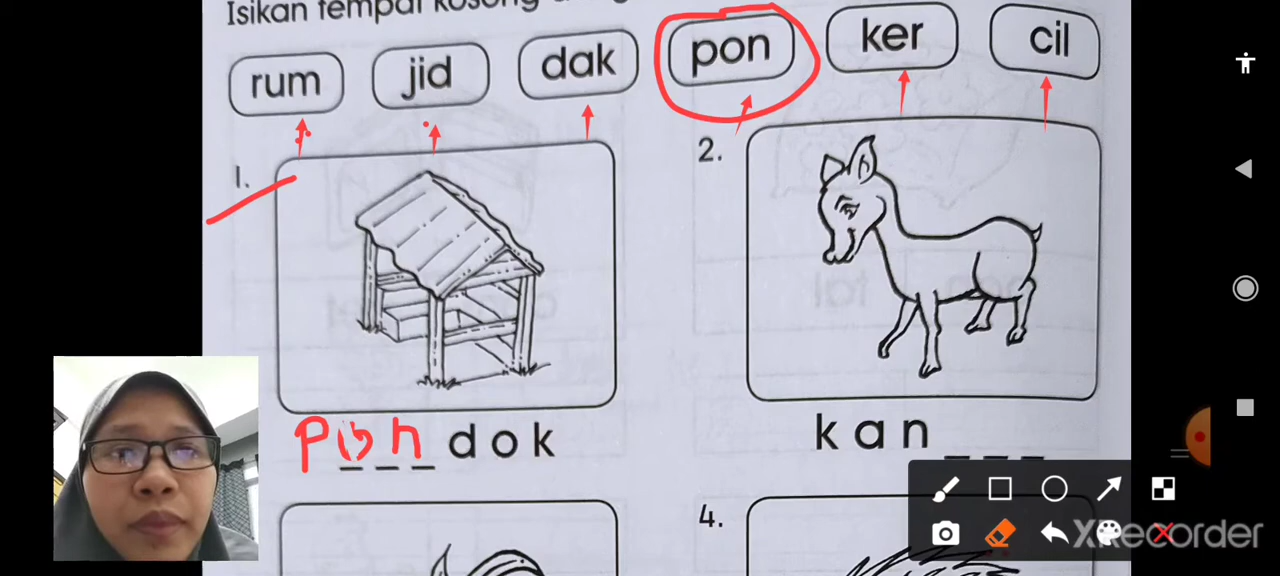 Isikan tempat kosong
rum jid dak pon ker cil
1.
2.
pon dok
kan _ _ _
4.
XRecorder